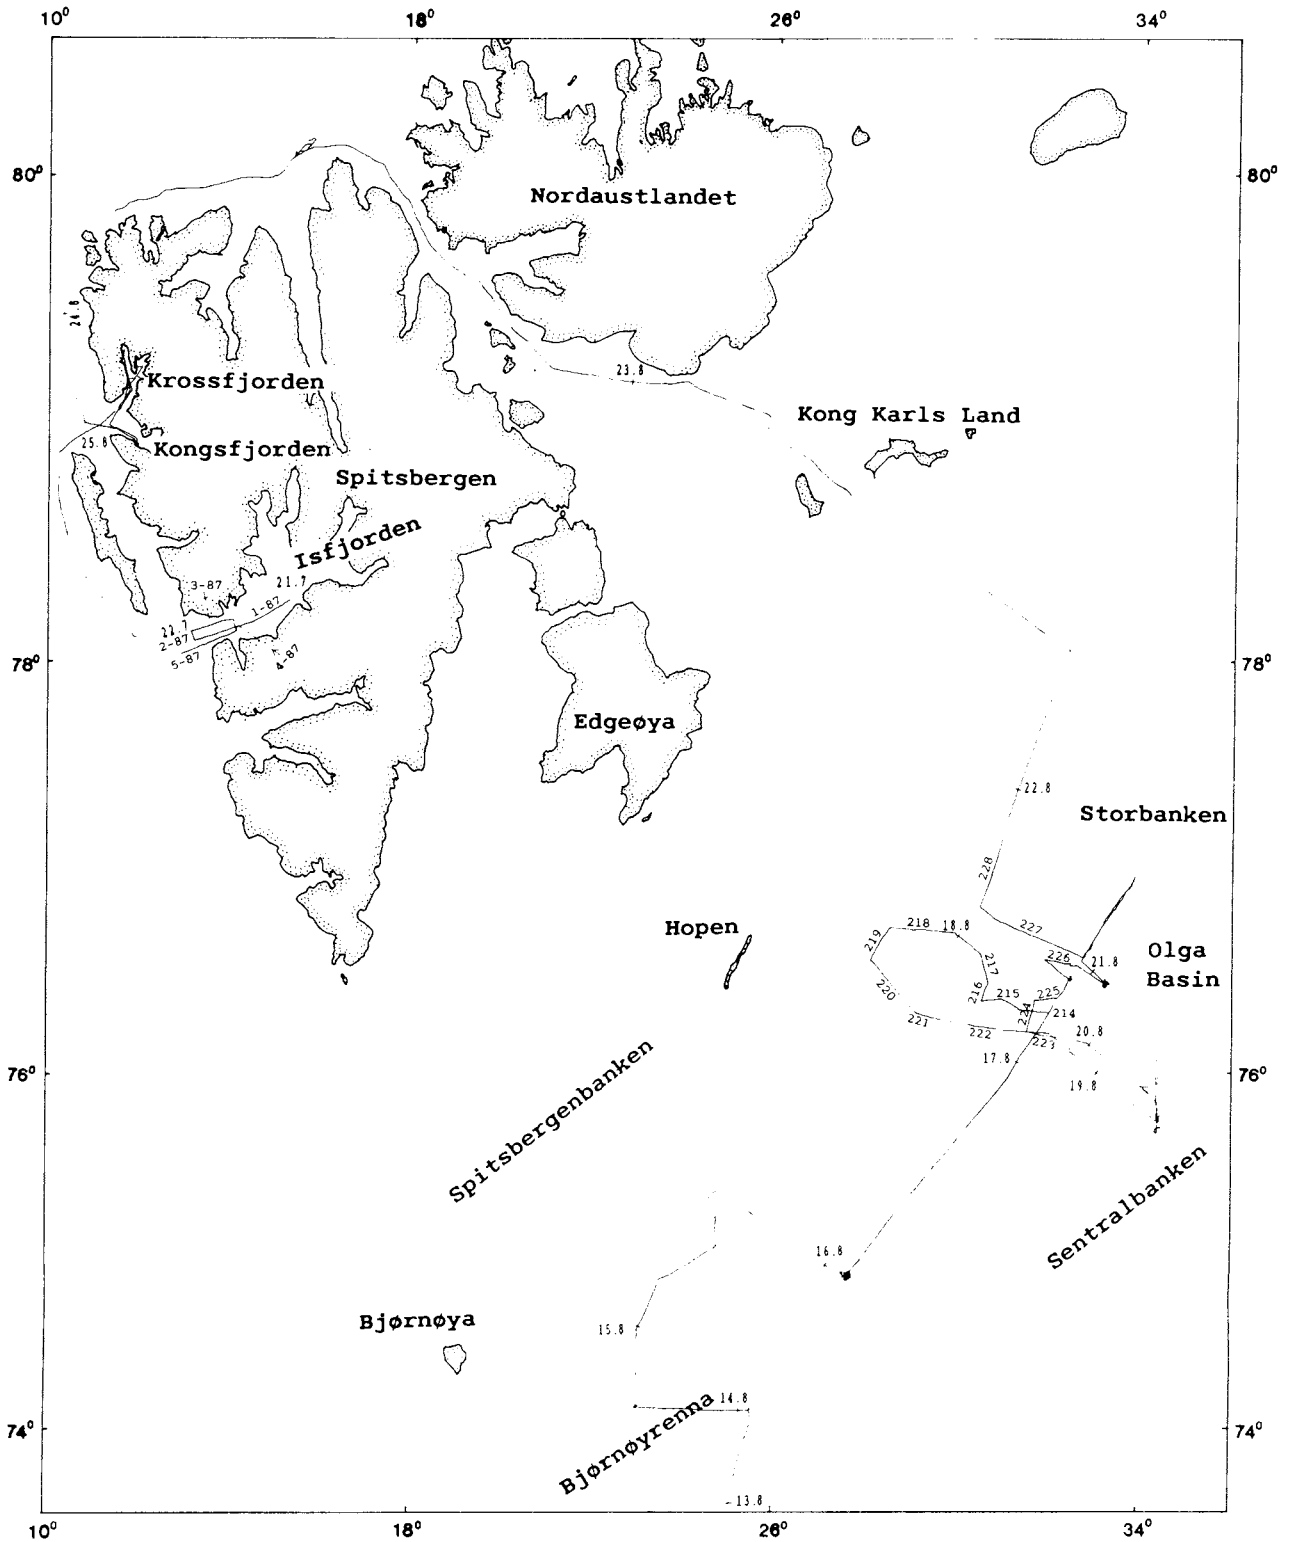 10° 18° 26° 34°
80° 80°
Nordaustlandet
24.8
23.8
Krossfjorden
Kong Karls Land
25.8
Kongsfjorden
Spitsbergen
Isfjorden
3-87
21.7
1-87
22.7
2-87
5-87
4-87
78° 78°
Edgeøya
22.8
Storbanken
228
Hopen
219
218
18.8
227
217
226
21.8
Olga
Basin
220
216
215
225
224
214
221
222
223
20.8
17.8
76° 76°
19.8
Spitsbergenbanken
Sentralbanken
16.8
Bjørnøya
15.8
14.8
Bjørnøyrenna
74° 74°
13.8
10° 18° 26° 34°